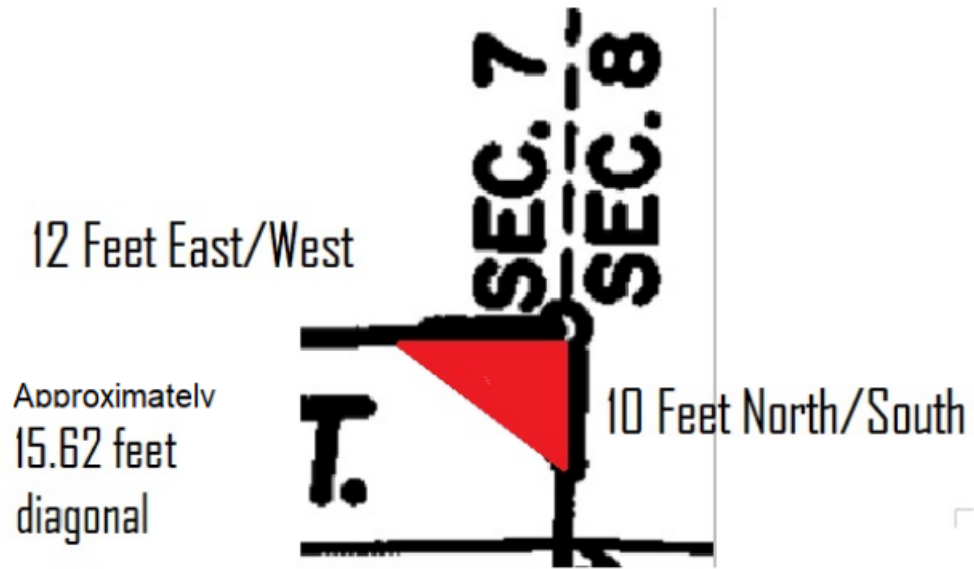 SEC. 7
SEC. 8
12 Feet East/West
Approximately
15.62 feet
diagonal
T.
10 Feet North/South